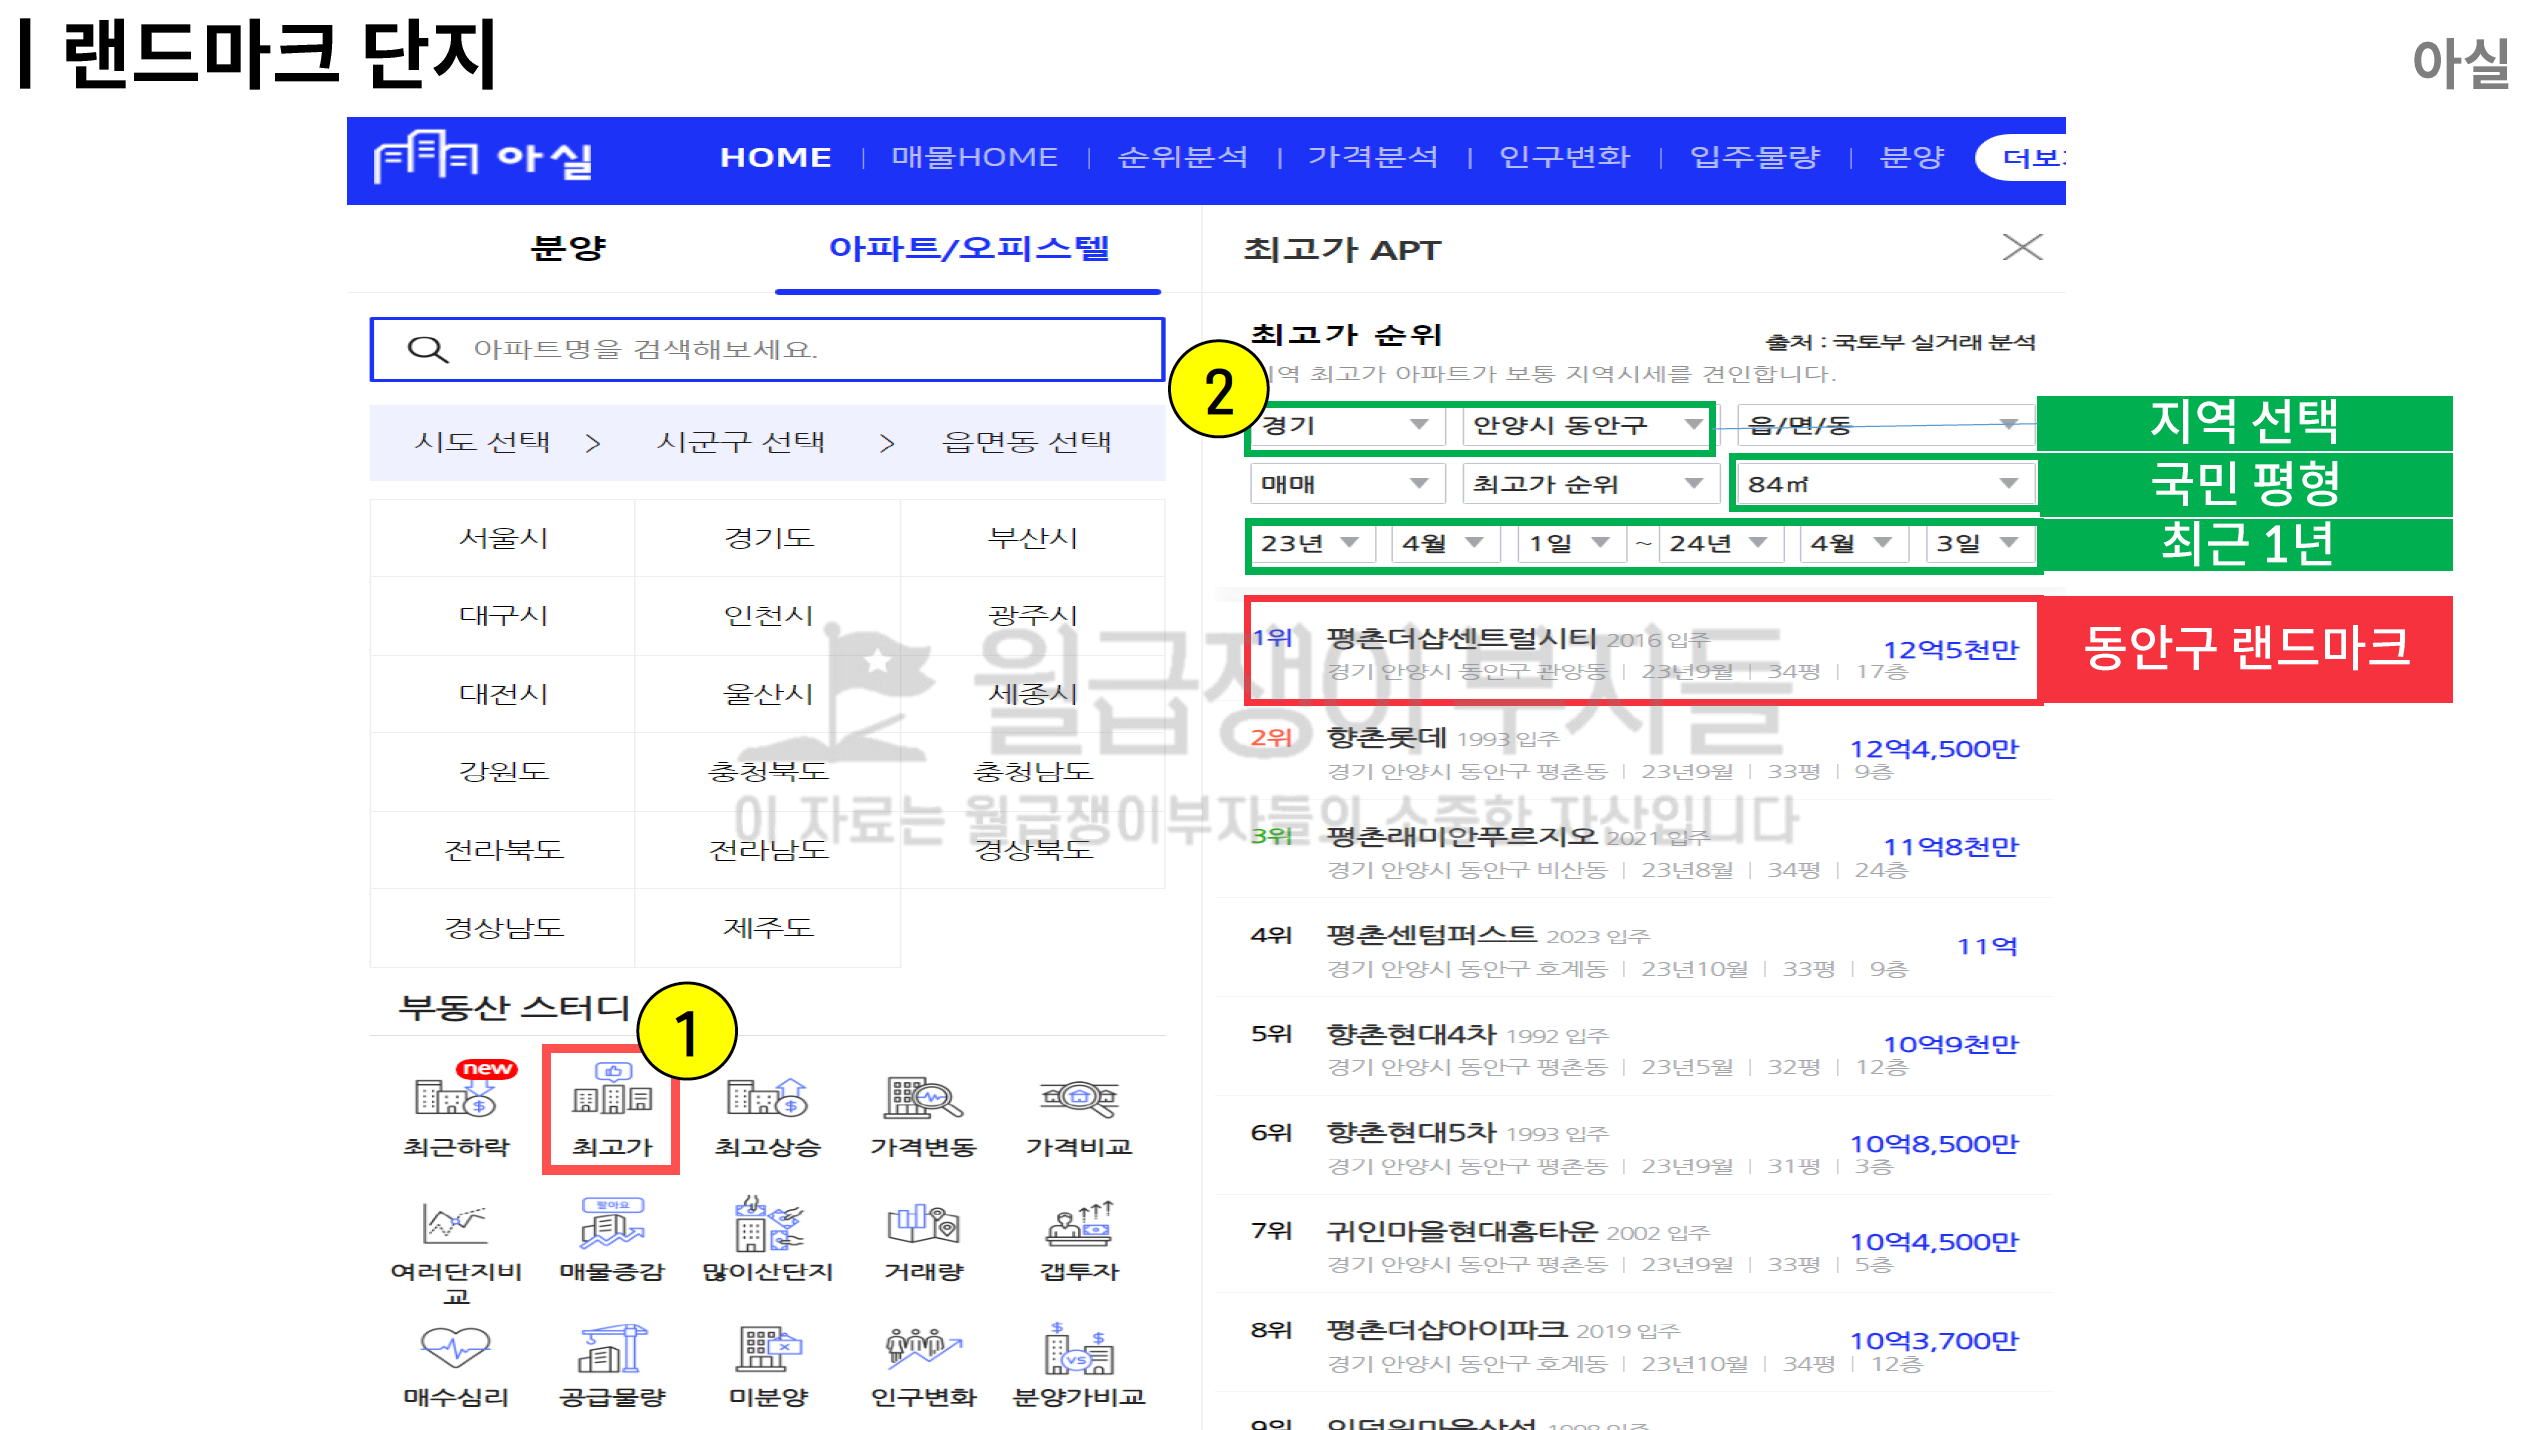 | 랜드마크 단지
아실
아실
HOME | 매물HOME | 순위분석 | 가격분석 | 인구변화 | 입주물량 | 분양
분양
아파트/오피스텔
아파트명을 검색해보세요.
시도 선택 > 시군구 선택 > 읍면동 선택
서울시 경기도 부산시
대구시 인천시 광주시
대전시 울산시 세종시
강원도 충청북도 충청남도
전라북도 전라남도 경상북도
경상남도 제주도
부동산 스터디
1
new
최근하락 최고가 최고상승 가격변동 가격비교
팔아요
여러단지비교 매물증감 많이산단지 거래량 갭투자
VS
매수심리 공급물량 미분양 인구변화 분양가비교
최고가 APT
최고가 순위
출처 : 국토부 실거래 분석
2
최고가 아파트가 보통 지역시세를 견인합니다.
경기 안양시 동안구 읍/면/동
지역 선택
매매 최고가 순위 84㎡
국민 평형
23년 4월 1일 ~ 24년 4월 3일
최근 1년
1위 평촌더샵센트럴시티 2016 입주
12억5천만
경기 안양시 동안구 관양동 | 23년9월 | 34평 | 17층
동안구 랜드마크
2위 향촌롯데 1993 입주
12억4,500만
경기 안양시 동안구 평촌동 | 23년9월 | 33평 | 9층
3위 평촌래미안푸르지오 2021 입주
11억8천만
경기 안양시 동안구 비산동 | 23년8월 | 34평 | 24층
4위 평촌센텀퍼스트 2023 입주
11억
경기 안양시 동안구 호계동 | 23년10월 | 33평 | 9층
5위 향촌현대4차 1992 입주
10억9천만
경기 안양시 동안구 평촌동 | 23년5월 | 32평 | 12층
6위 향촌현대5차 1993 입주
10억8,500만
경기 안양시 동안구 평촌동 | 23년9월 | 31평 | 3층
7위 귀인마을현대홈타운 2002 입주
10억4,500만
경기 안양시 동안구 평촌동 | 23년9월 | 33평 | 5층
8위 평촌더샵아이파크 2019 입주
10억3,700만
경기 안양시 동안구 호계동 | 23년10월 | 34평 | 12층
월급쟁이부자들
이 자료는 월급쟁이부자들의 소중한 자산입니다